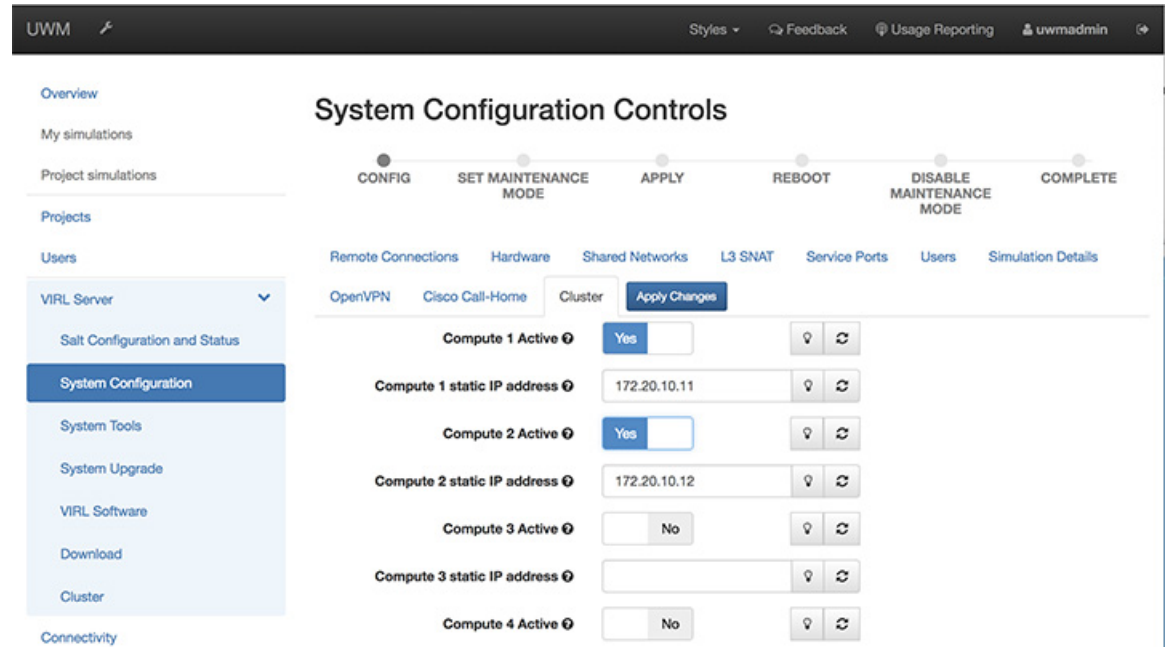 UWM Styles Feedback Usage Reporting uwmadmin
Overview
My simulations
Project simulations
Projects
Users
VIRL Server
Salt Configuration and Status
System Configuration
System Tools
System Upgrade
VIRL Software
Download
Cluster
Connectivity
System Configuration Controls
CONFIG SET MAINTENANCE MODE APPLY REBOOT DISABLE MAINTENANCE MODE COMPLETE
Remote Connections Hardware Shared Networks L3 SNAT Service Ports Users Simulation Details
OpenVPN Cisco Call-Home Cluster Apply Changes
Compute 1 Active Yes
Compute 1 static IP address 172.20.10.11
Compute 2 Active Yes
Compute 2 static IP address 172.20.10.12
Compute 3 Active No
Compute 3 static IP address
Compute 4 Active No